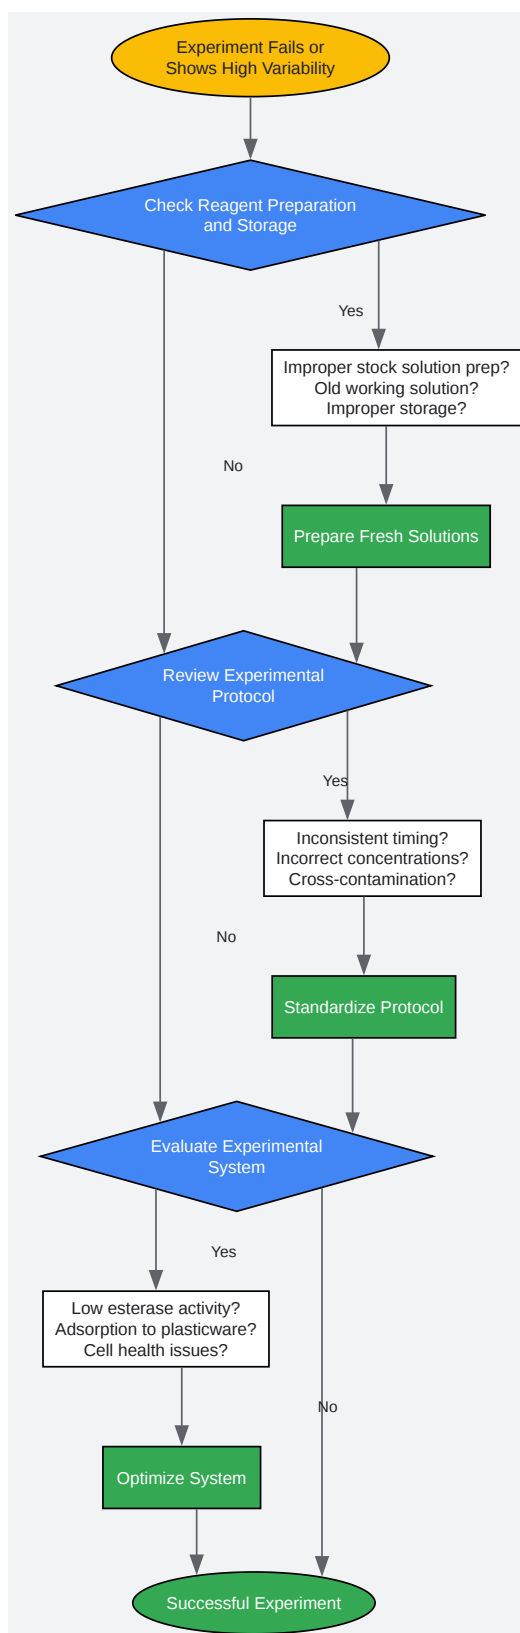 Experiment Fails or
Shows High Variability
Check Reagent Preparation
and Storage
Yes
Improper stock solution prep?
Old working solution?
Improper storage?
No
Prepare Fresh Solutions
Review Experimental
Protocol
Yes
Inconsistent timing?
Incorrect concentrations?
Cross-contamination?
No
Standardize Protocol
Evaluate Experimental
System
Yes
Low esterase activity?
Adsorption to plasticware?
Cell health issues?
No
Optimize System
Successful Experiment